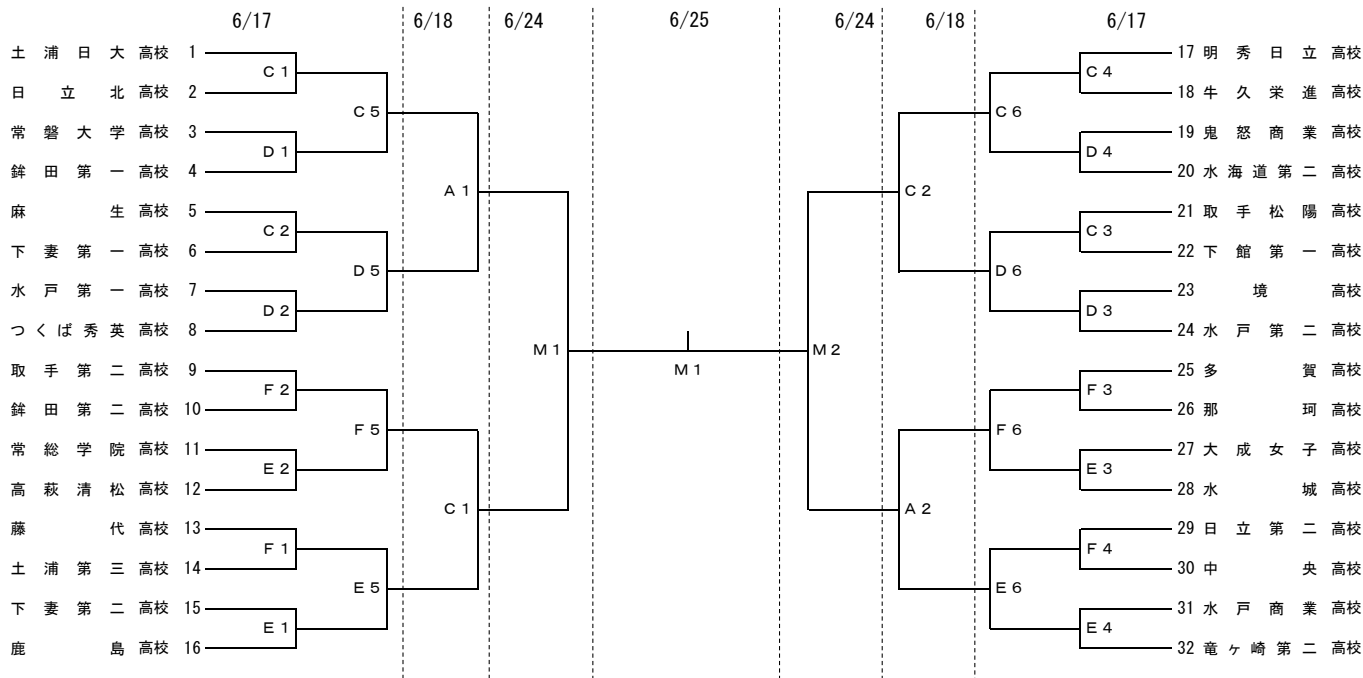 6/17 6/18 6/24 6/25 6/24 6/18 6/17
土浦日大 高校 1 17 明秀日立 高校
C1 C4
日立北 高校 2 18 牛久栄進 高校
C5 C6
常磐大学 高校 3 19 鬼怒商業 高校
D1 D4
鉾田第一 高校 4 20 水海道第二 高校
A1 C2
麻生 高校 5 21 取手松陽 高校
C2 C3
下妻第一 高校 6 22 下館第一 高校
D5 D6
水戸第一 高校 7 23 境 高校
D2 D3
つくば秀英 高校 8 24 水戸第二 高校
M1 M2
M1
取手第二 高校 9 25 多賀 高校
F2 F3
鉾田第二 高校 10 26 那珂 高校
F5 F6
常総学院 高校 11 27 大成女子 高校
E2 E3
高萩清松 高校 12 28 水城 高校
C1 A2
藤代 高校 13 29 日立第二 高校
F1 F4
土浦第三 高校 14 30 中央 高校
E5 E6
下妻第二 高校 15 31 水戸商業 高校
E1 E4
鹿島 高校 16 32 竜ヶ崎第二 高校